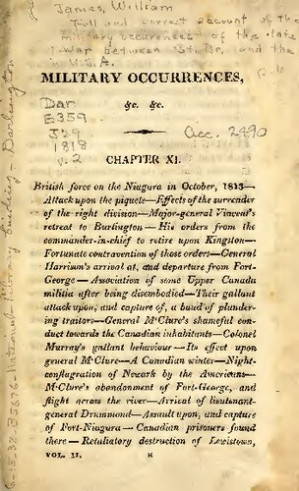 James, William
Full and correct account of the
military occurences of the late
war between Gt. Br. and the
U.S.A.
MILITARY OCCURRENCES,
Dar
&c. &c.
E359
J29
1818
v.2
Acc. 2490
CHAPTER XI.
British force on the Niagara in October, 1813—
Attack upon the piquets—Effects of the surrender
of the right division—Major-general Vincent's
retreat to Burlington — His orders from the
commander-in-chief to retire upon Kingston—
Fortunate contravention of those orders—General
Harrison's arrival at, and departure from Fort-
George — Association of some Upper Canada
militia after being disembodied—Their gallant
attack upon, and capture of, a band of plunder-
ing traitors—General M'Clure's shameful con-
duct towards the Canadian inhabitants — Colonel
Murray's gallant behaviour — Its effect upon
general M'Clure—A Canadian winter—Night-
conflagration of Newark by the Americans—
M'Clure's abandonment of Fort-George, and
flight across the river—Arrival of lieutenant-
general Drummond—Assault upon, and capture
of Fort-Niagara — Canadian prisoners found
there — Retaliatory destruction of Lewistown,
VOL. II. B